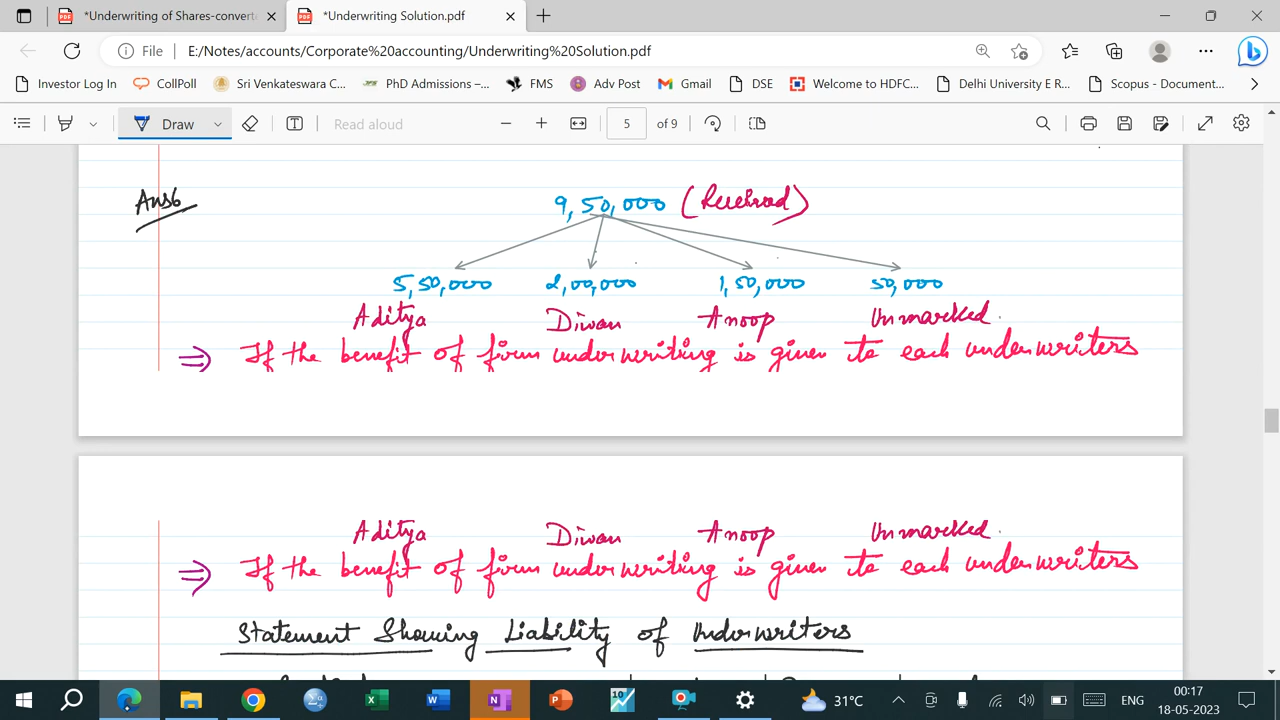 *Underwriting of Shares-convert
*Underwriting Solution.pdf
File
E:/Notes/accounts/Corporate%20accounting/Underwriting%20Solution.pdf
Investor Log In
CollPoll
Sri Venkateswara C...
PhD Admissions –...
FMS
Adv Post
Gmail
DSE
Welcome to HDFC...
Delhi University E R...
Scopus - Document...
Draw
Read aloud
5
of 9
Ans6
9,50,000 (Received)
5,50,000 2,00,000 1,50,000 50,000
Aditya Diwan Anoop Unmarked
⇒ If the benefit of firm underwriting is given to each underwriters
Aditya Diwan Anoop Unmarked
⇒ If the benefit of firm underwriting is given to each underwriters
Statement Showing Liability of Underwriters
10
31°C
ENG
00:17
18-05-2023